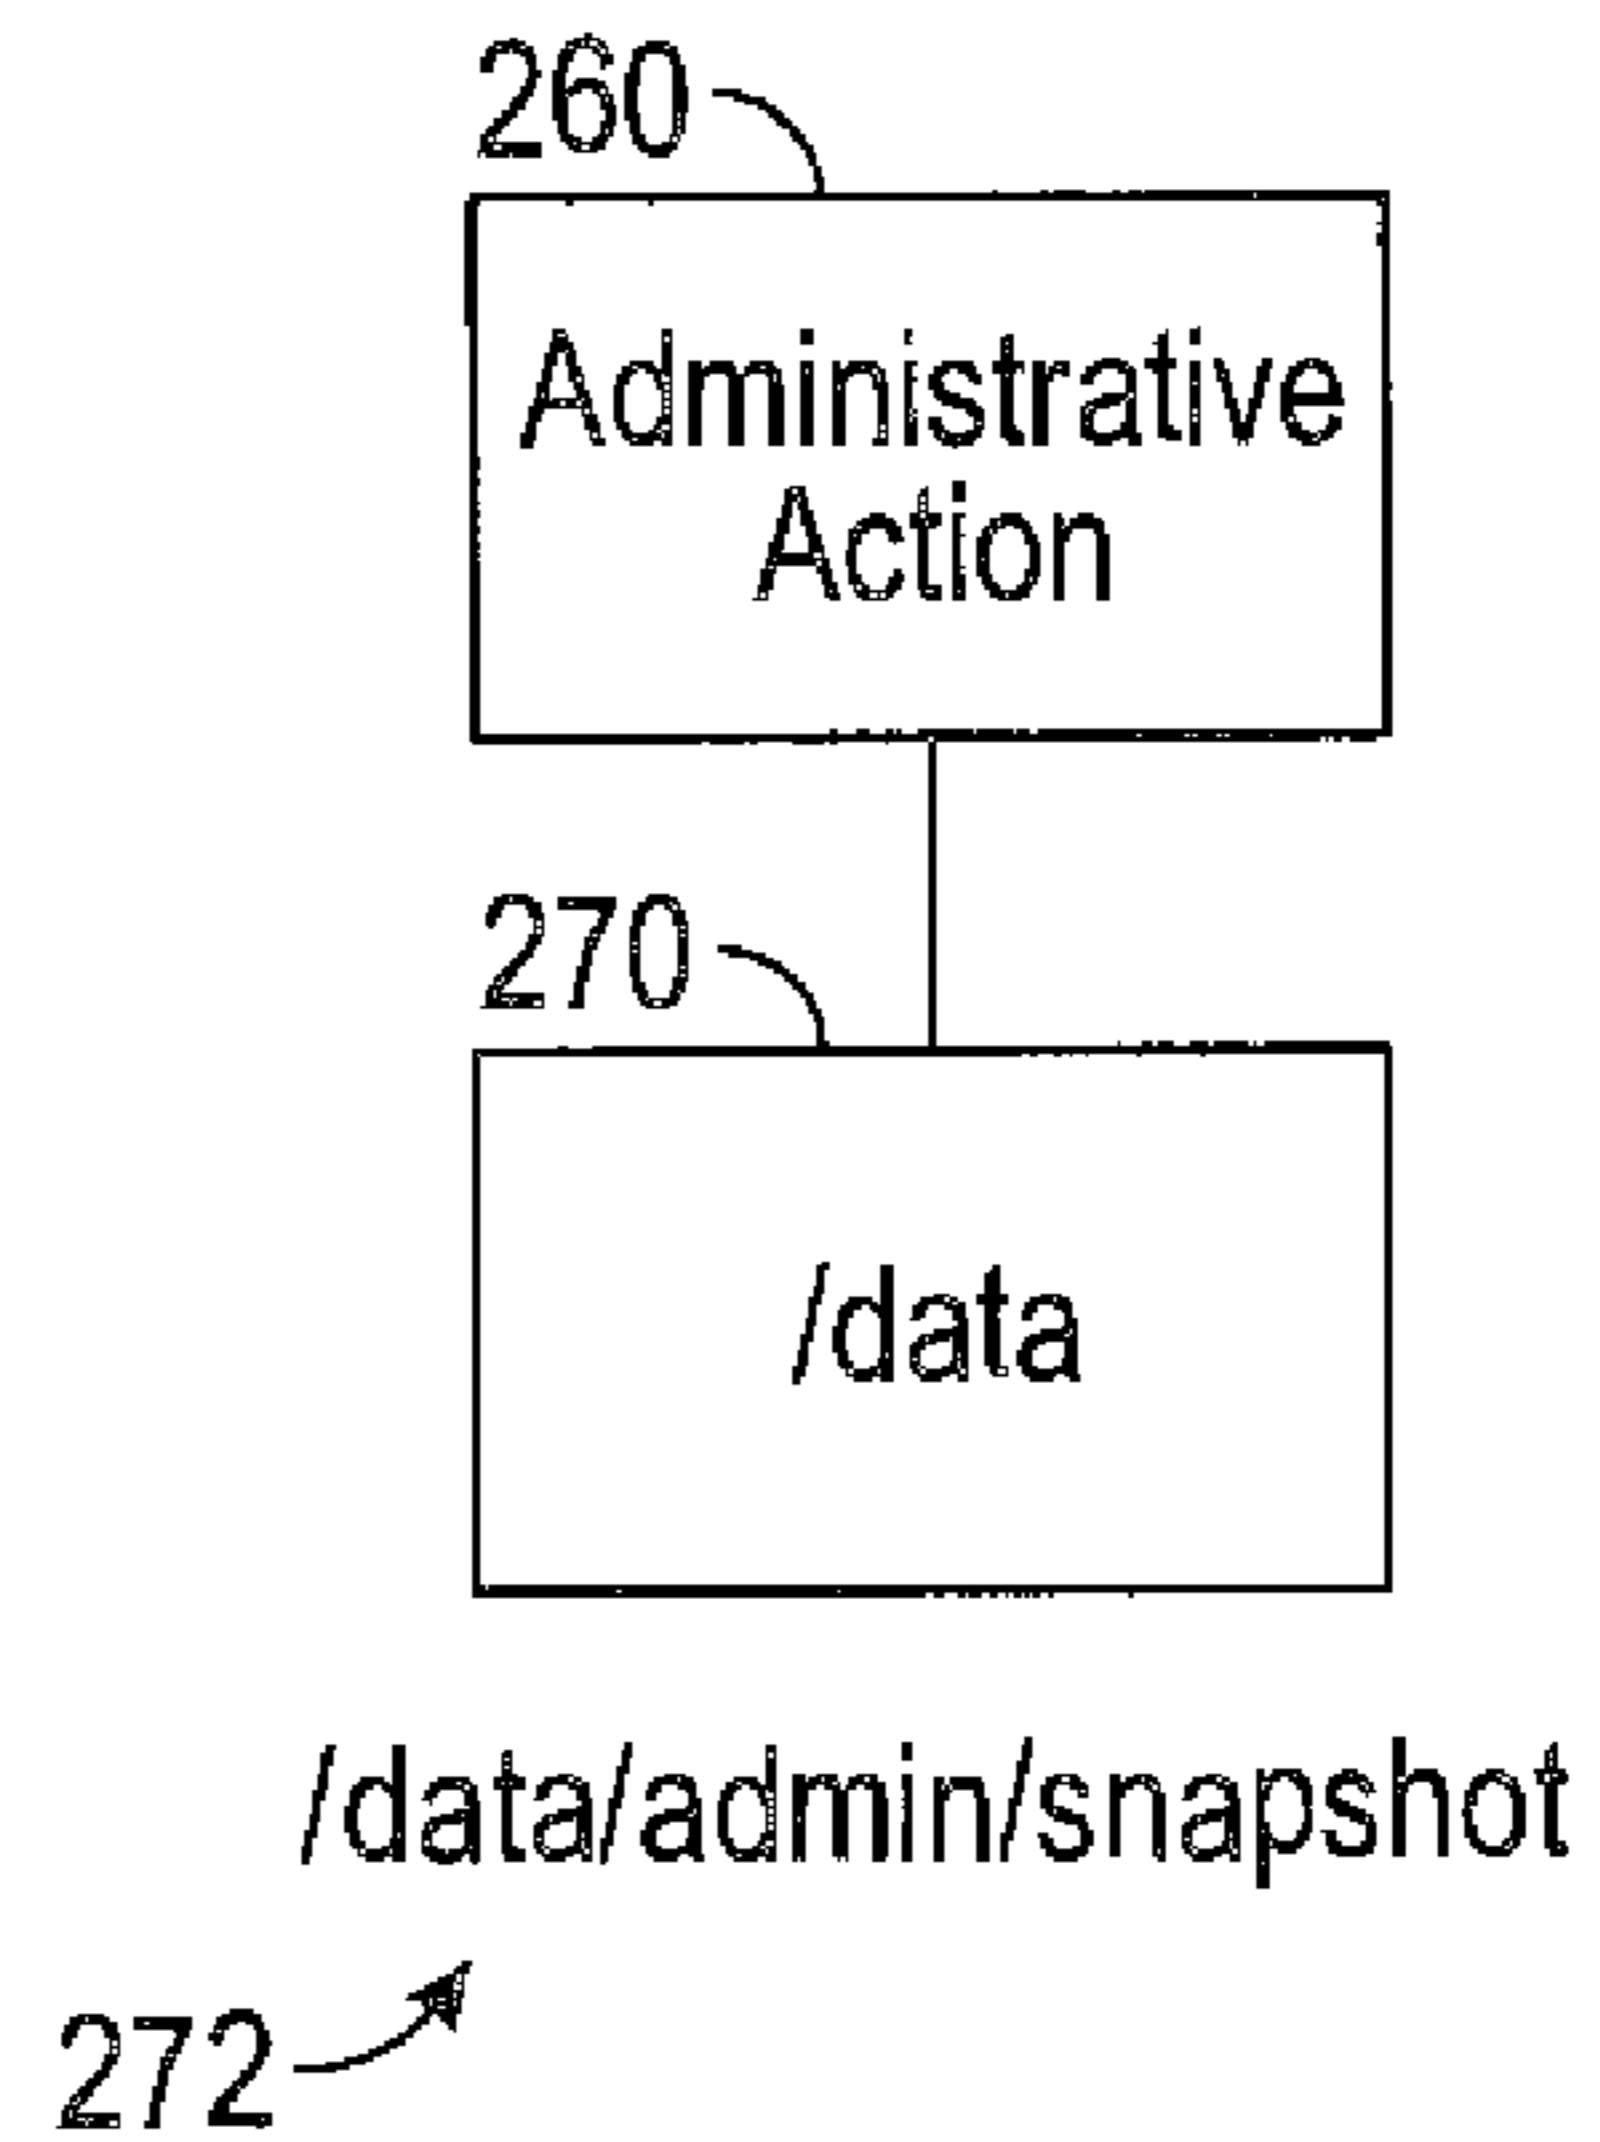 260
Administrative
Action
270
/data
/data/admin/snapshot
272